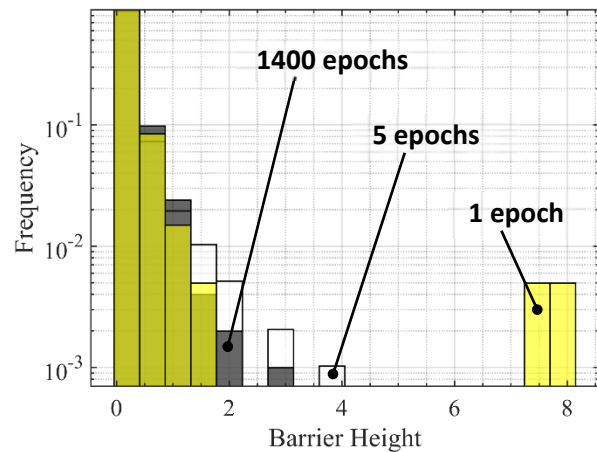 1400 epochs
5 epochs
1 epoch
Frequency
10^-1
10^-2
10^-3
0 2 4 6 8
Barrier Height